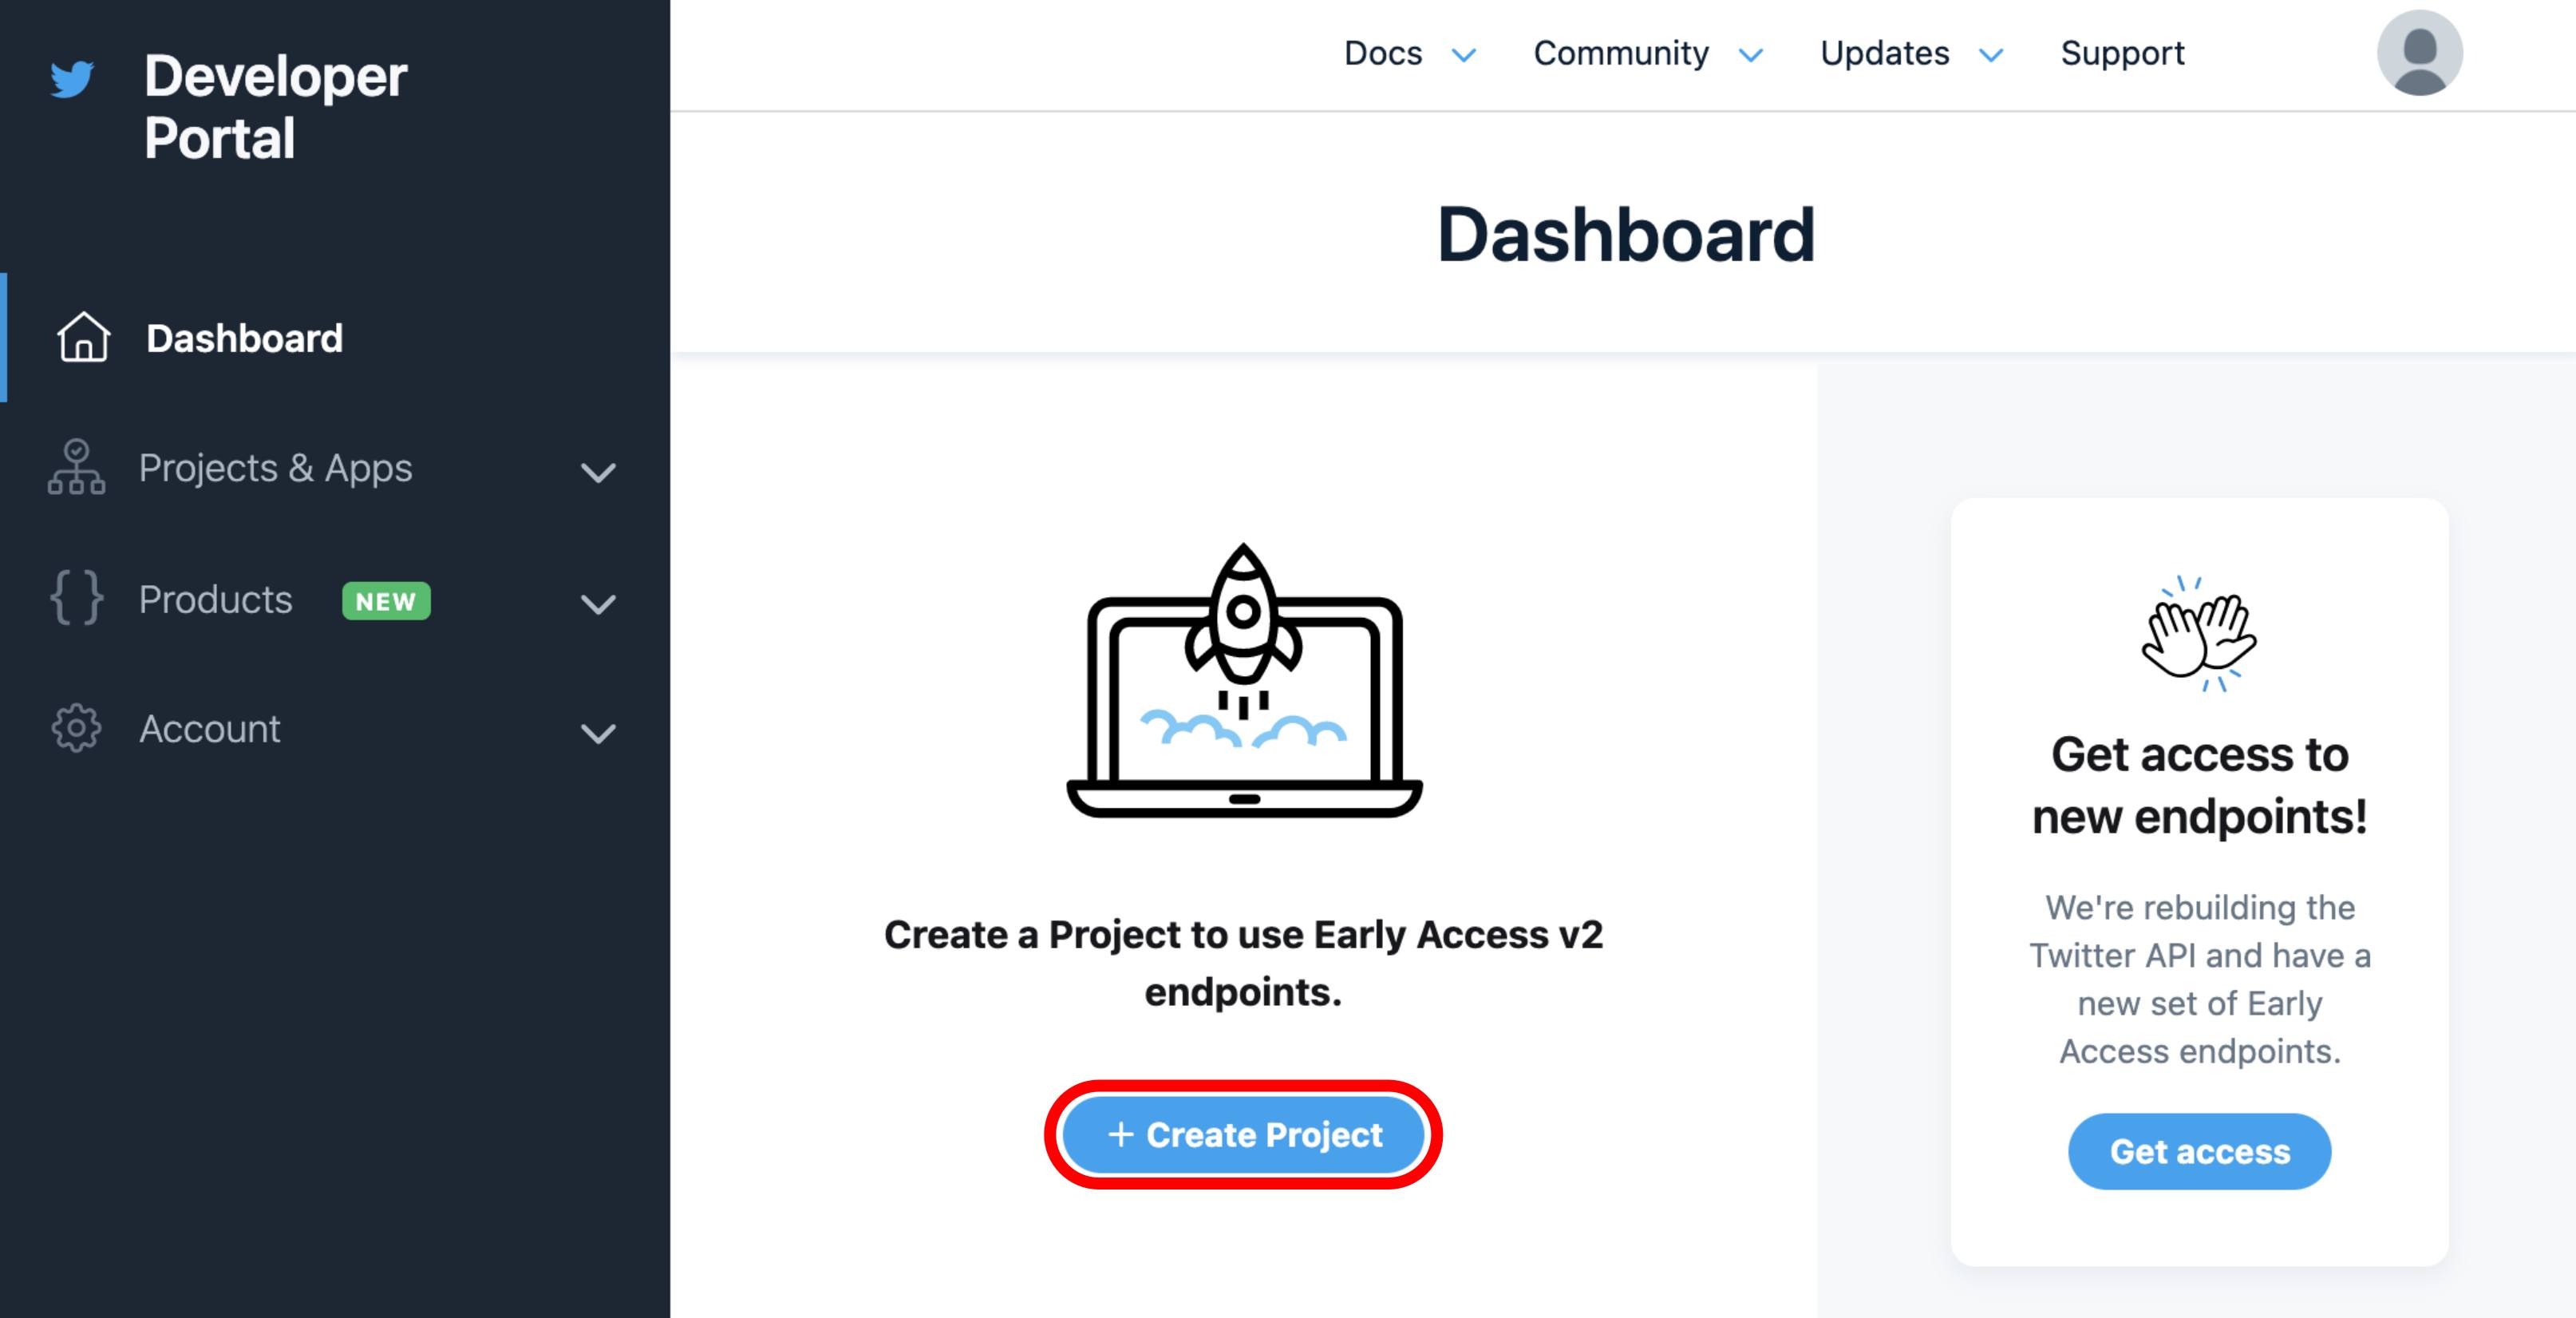 Developer
Portal
Dashboard
Projects & Apps
Products NEW
Account
Docs Community Updates Support
Dashboard
Create a Project to use Early Access v2
endpoints.
+ Create Project
Get access to
new endpoints!
We're rebuilding the
Twitter API and have a
new set of Early
Access endpoints.
Get access